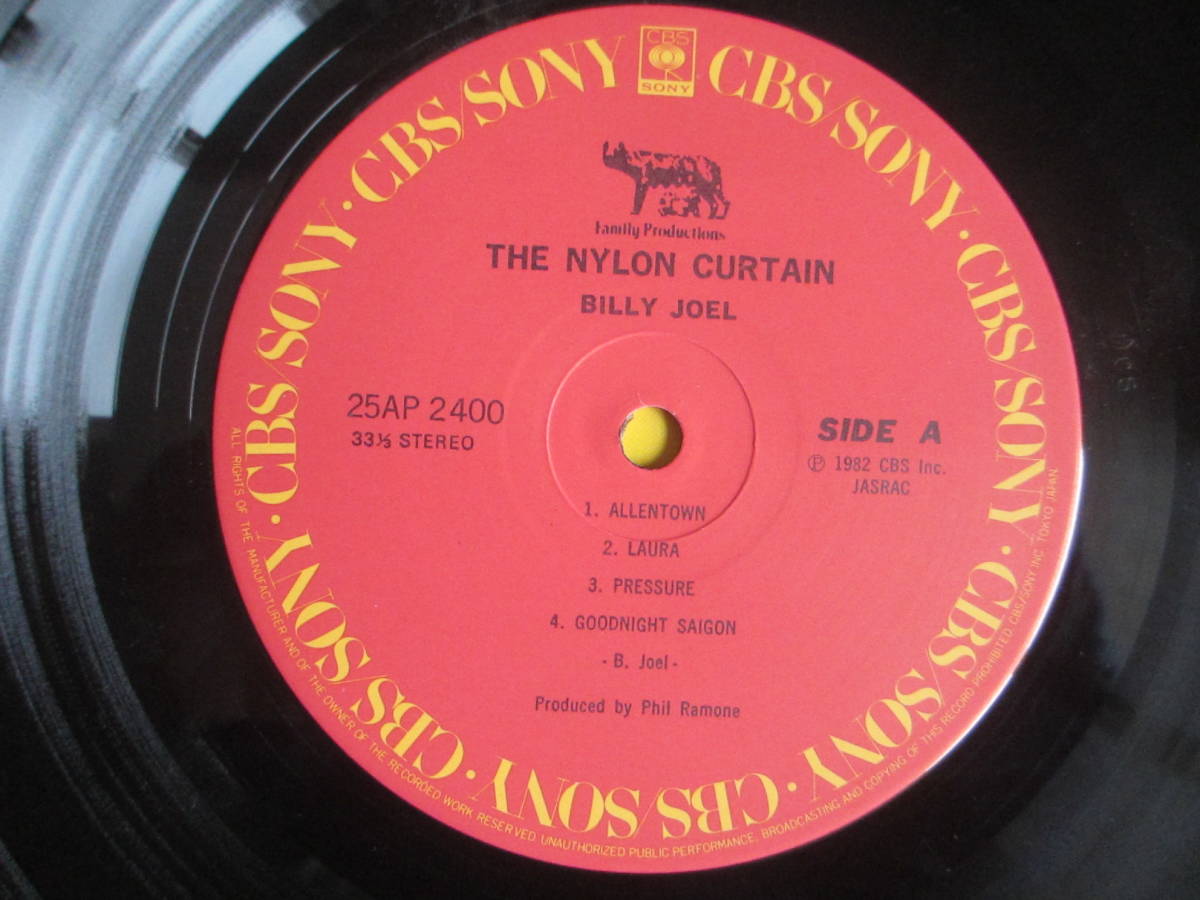 CBS
SONY
CBS/SONY · CBS/SONY · CBS/SONY · CBS/SONY · CBS/SONY · CBS/SONY · CBS/SONY · CBS/SONY · CBS/SONY
Family Productions
THE NYLON CURTAIN
BILLY JOEL
25AP 2400
33⅓ STEREO
SIDE A
Ⓟ 1982 CBS Inc.
JASRAC
1. ALLENTOWN
2. LAURA
3. PRESSURE
4. GOODNIGHT SAIGON
- B. Joel -
Produced by Phil Ramone
ALL RIGHTS OF THE MANUFACTURER AND OF THE OWNER OF THE RECORDED WORK RESERVED. UNAUTHORIZED PUBLIC PERFORMANCE, BROADCASTING AND COPYING OF THIS RECORD PROHIBITED. CBS/SONY INC. TOKYO JAPAN.